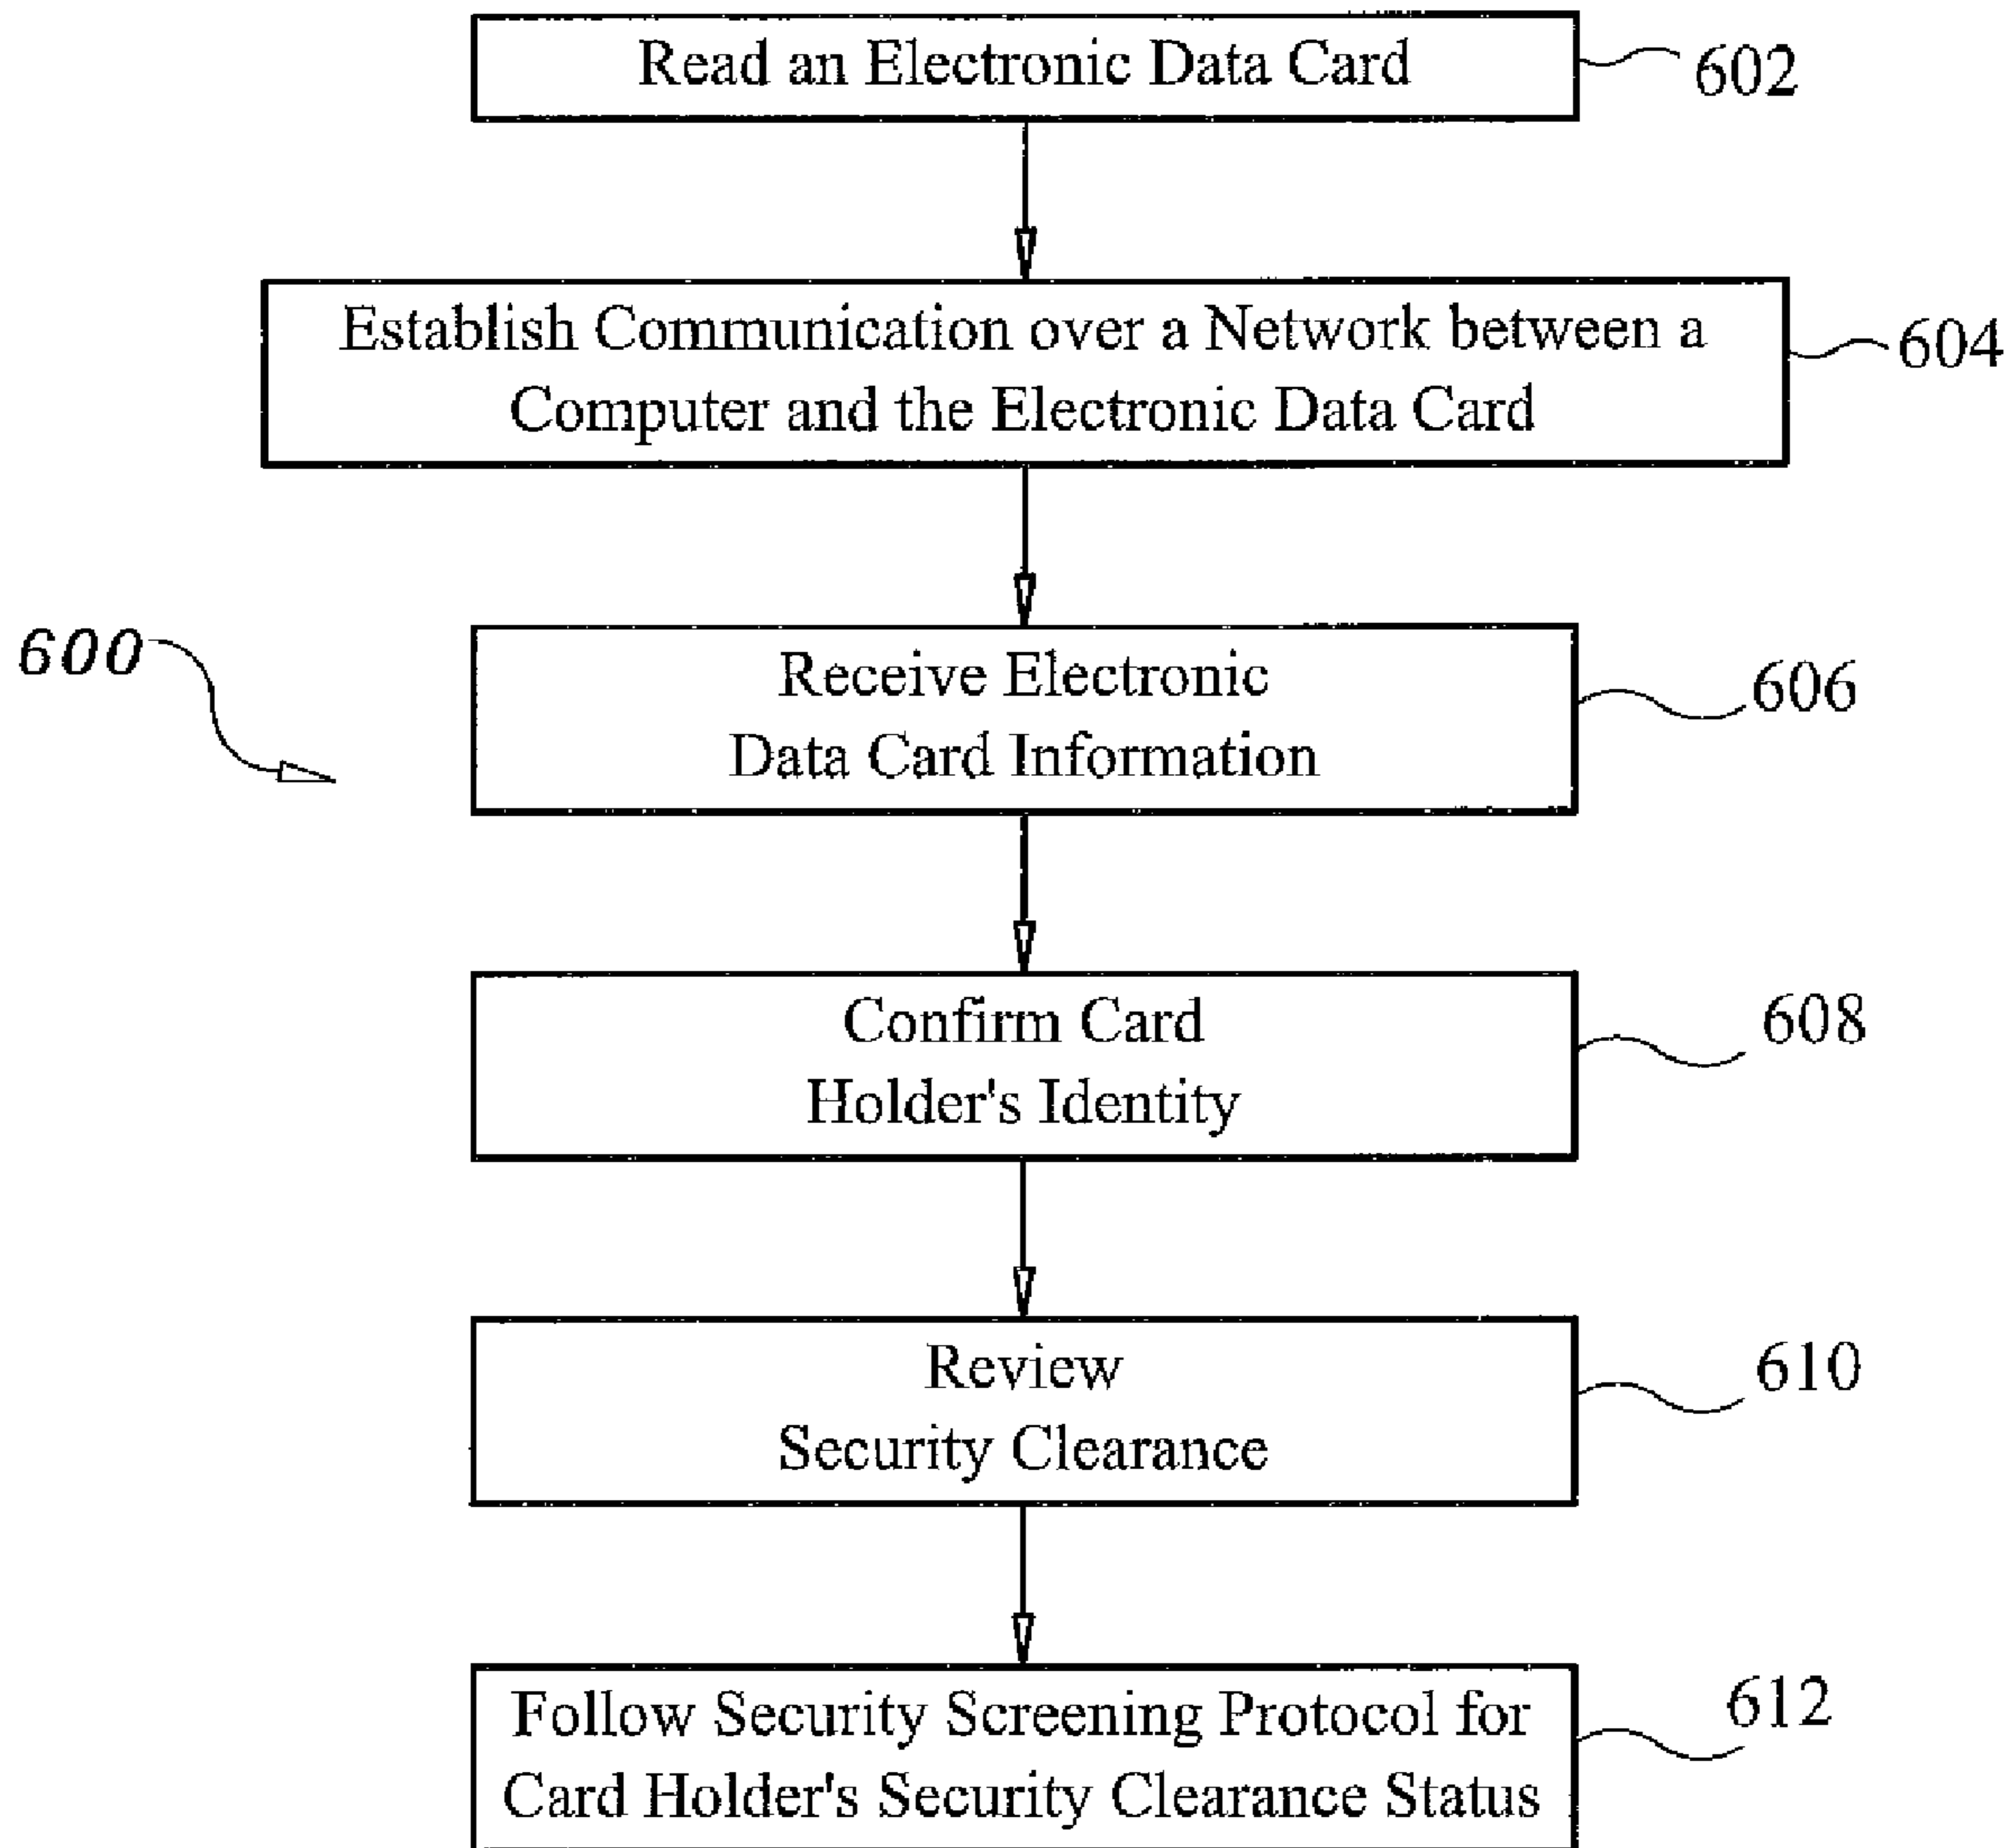 Read an Electronic Data Card
602
Establish Communication over a Network between a
Computer and the Electronic Data Card
604
600
Receive Electronic
Data Card Information
606
Confirm Card
Holder's Identity
608
Review
Security Clearance
610
Follow Security Screening Protocol for
Card Holder's Security Clearance Status
612